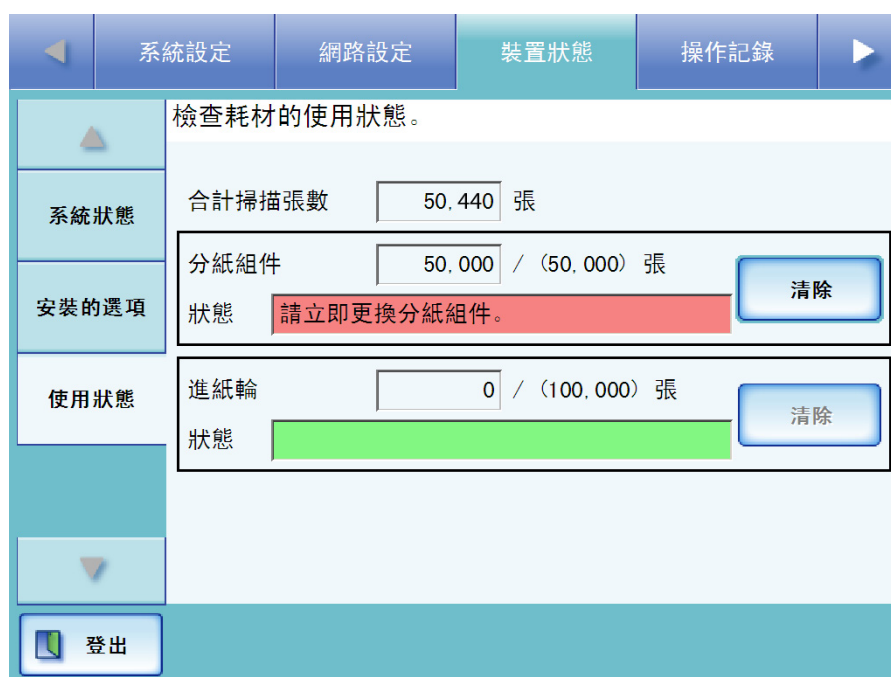 系統設定 網路設定 裝置狀態 操作記錄
檢查耗材的使用狀態。
系統狀態
安裝的選項
使用狀態
合計掃描張數 50,440 張
分紙組件 50,000 / (50,000) 張
狀態 請立即更換分紙組件。
清除
進紙輪 0 / (100,000) 張
狀態
清除
登出